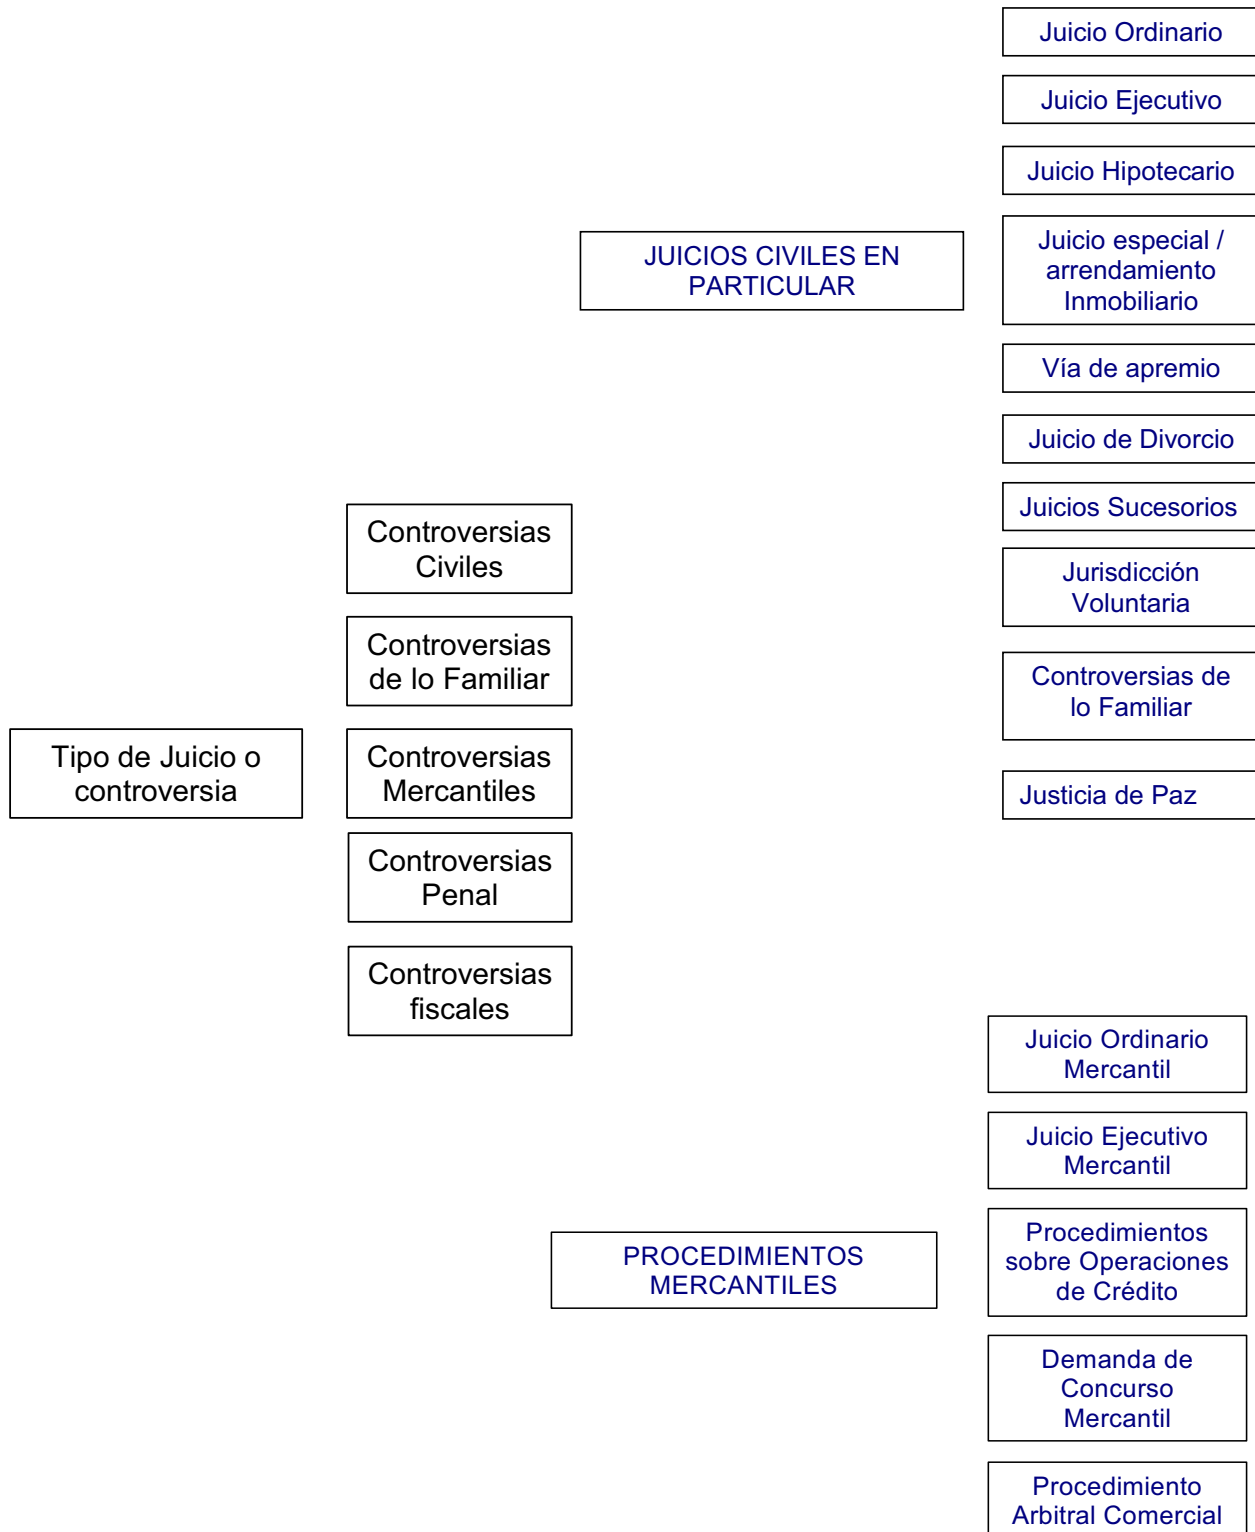 Tipo de Juicio o
controversia
Controversias
Civiles
Controversias
de lo Familiar
Controversias
Mercantiles
Controversias
Penal
Controversias
fiscales
JUICIOS CIVILES EN
PARTICULAR
Juicio Ordinario
Juicio Ejecutivo
Juicio Hipotecario
Juicio especial /
arrendamiento
Inmobiliario
Vía de apremio
Juicio de Divorcio
Juicios Sucesorios
Jurisdicción
Voluntaria
Controversias de
lo Familiar
Justicia de Paz
PROCEDIMIENTOS
MERCANTILES
Juicio Ordinario
Mercantil
Juicio Ejecutivo
Mercantil
Procedimientos
sobre Operaciones
de Crédito
Demanda de
Concurso
Mercantil
Procedimiento
Arbitral Comercial